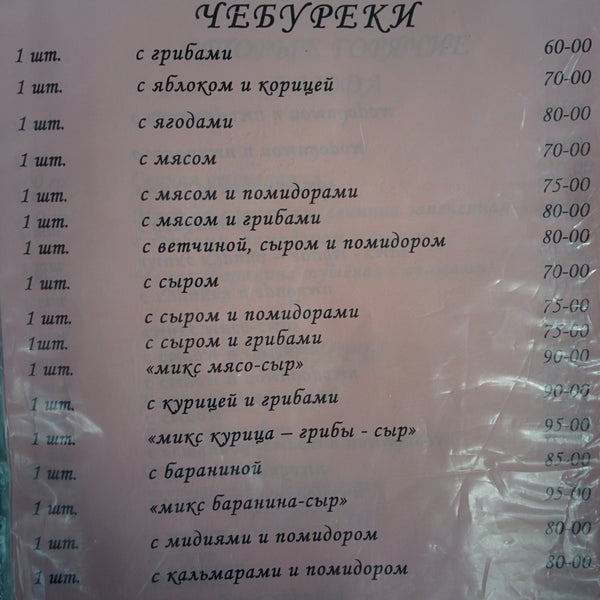 ЧЕБУРЕКИ
1 шт. с грибами 60-00
1 шт. с яблоком и корицей 70-00
1 шт. с ягодами 80-00
1 шт. с мясом 70-00
1 шт. с мясом и помидорами 75-00
1 шт. с мясом и грибами 80-00
1 шт. с ветчиной, сыром и помидором 80-00
1 шт. с сыром 70-00
1 шт. с сыром и помидорами 75-00
1шт. с сыром и грибами 75-00
1 шт. «микс мясо-сыр» 90-00
1 шт. с курицей и грибами 90-00
1 шт. «микс курица – грибы - сыр» 95-00
1 шт. с бараниной 85-00
1 шт. «микс баранина-сыр» 95-00
1 шт. с мидиями и помидором 80-00
1 шт. с кальмарами и помидором 80-00